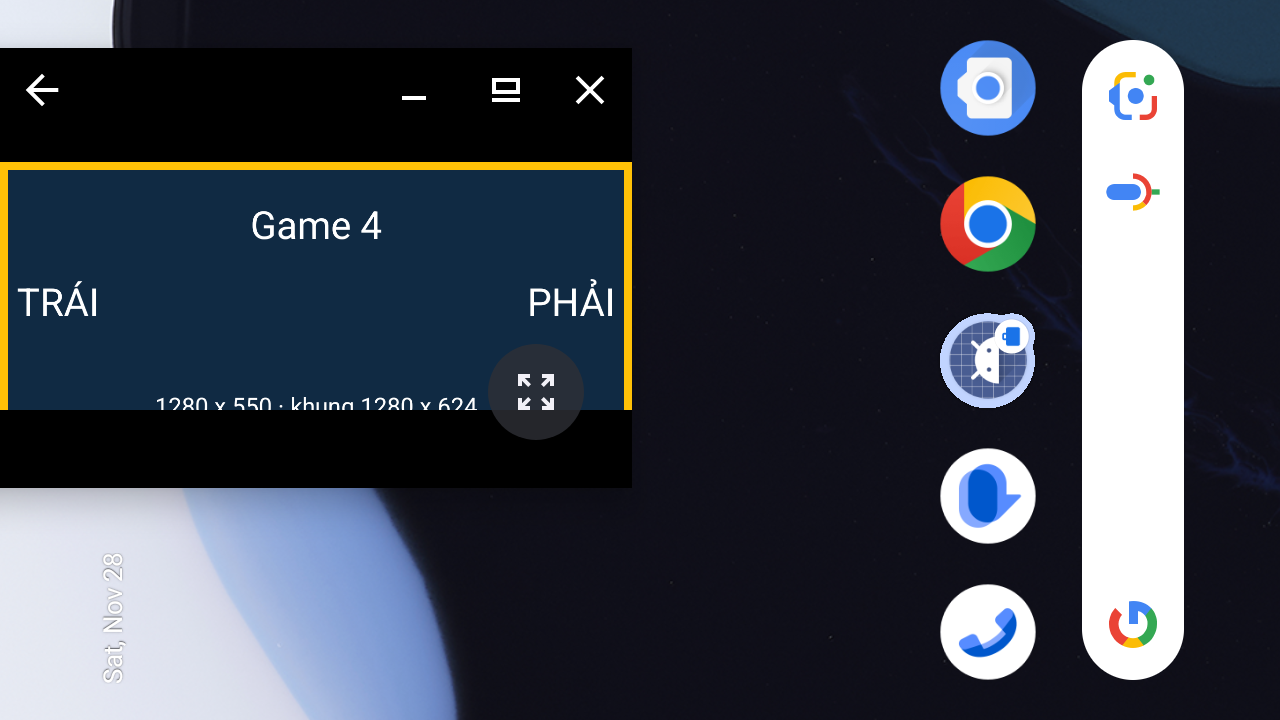 Game 4
TRÁI
PHẢI
1280 x 550 · khung 1280 x 624
Sat, Nov 28